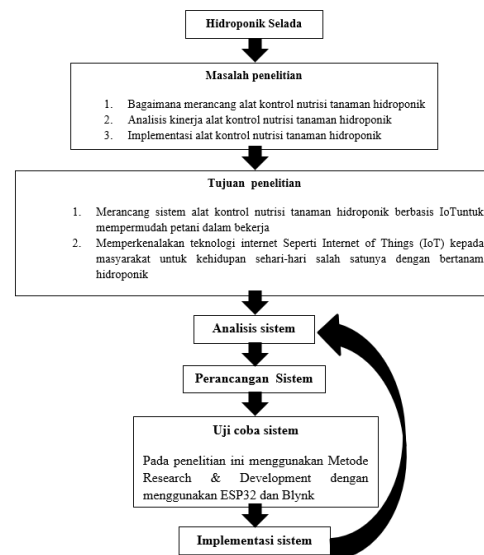 Hidroponik Selada
Masalah penelitian
1. Bagaimana merancang alat kontrol nutrisi tanaman hidroponik
2. Analisis kinerja alat kontrol nutrisi tanaman hidroponik
3. Implementasi alat kontrol nutrisi tanaman hidroponik
Tujuan penelitian
1. Merancang sistem alat kontrol nutrisi tanaman hidroponik berbasis IoTuntuk
mempermudah petani dalam bekerja
2. Memperkenalkan teknologi internet Seperti Internet of Things (IoT) kepada
masyarakat untuk kehidupan sehari-hari salah satunya dengan bertanam
hidroponik
Analisis sistem
Perancangan Sistem
Uji coba sistem
Pada penelitian ini menggunakan Metode
Research & Development dengan
menggunakan ESP32 dan Blynk
Implementasi sistem